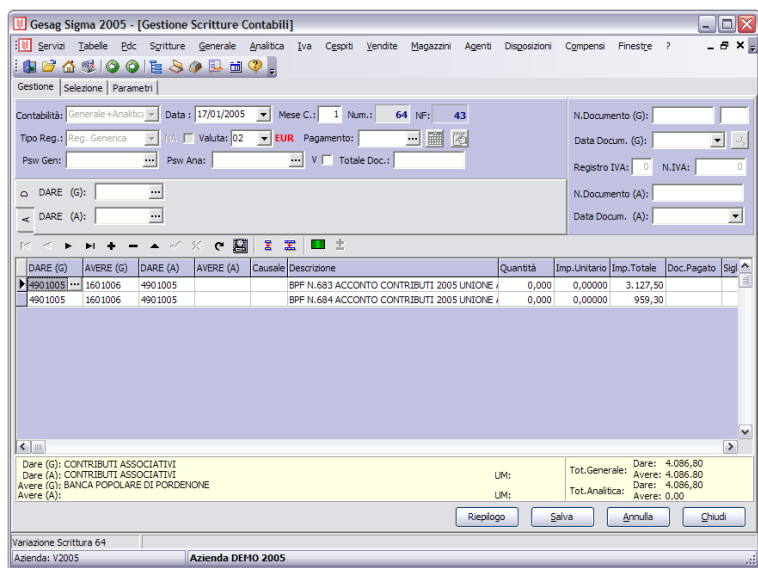 Gesag Sigma 2005 - [Gestione Scritture Contabili]
Servizi Tabelle Pdc Scritture Generale Analitica Iva Cespiti Vendite Magazzini Agenti Disposizioni Compensi Finestre ?
Gestione Selezione Parametri
Contabilità: Generale+Analitic Data : 17/01/2005 Mese C.: 1 Num.: 64 NF: 43 N.Documento (G):
Tipo Reg.: Reg. Generica NA: Valuta: 02 EUR Pagamento: Data Docum. (G):
Psw Gen: Psw Ana: V Totale Doc.: Registro IVA: 0 N.IVA: 0
D DARE (G): N.Documento (A):
A DARE (A): Data Docum. (A):
DARE (G) AVERE (G) DARE (A) AVERE (A) Causale Descrizione Quantità Imp.Unitario Imp.Totale Doc.Pagato Sigl
4901005 1601006 4901005 BPF N.683 ACCONTO CONTRIBUTI 2005 UNIONE 0,000 0,00000 3.127,50
4901005 1601006 4901005 BPF N.684 ACCONTO CONTRIBUTI 2005 UNIONE 0,000 0,00000 959,30
Dare (G): CONTRIBUTI ASSOCIATIVI Tot.Generale: Dare: 4.086,80
Dare (A): CONTRIBUTI ASSOCIATIVI UM: Avere: 4.086,80
Avere (G): BANCA POPOLARE DI PORDENONE Tot.Analitica: Dare: 4.086,80
Avere (A): UM: Avere: 0,00
Riepilogo Salva Annulla Chiudi
Variazione Scrittura 64
Azienda: V2005 Azienda DEMO 2005